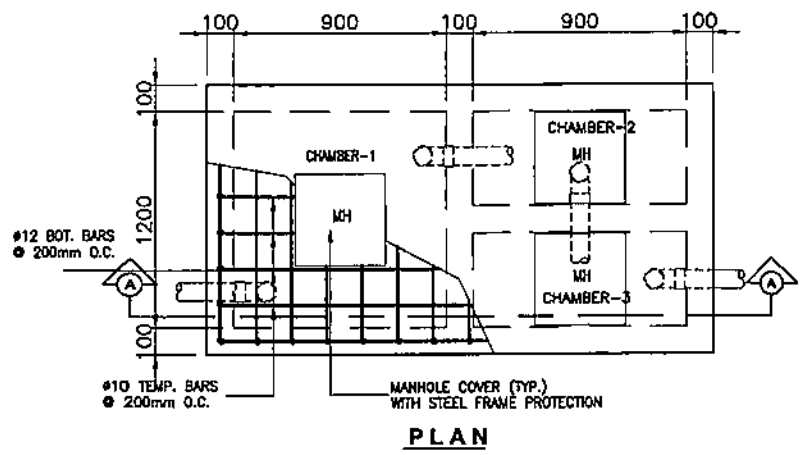 100 900 100 900 100
100
1200
100
CHAMBER-1
CHAMBER-2
MH
MH
MH
CHAMBER-3
#12 BOT. BARS
@ 200mm O.C.
A
A
#10 TEMP. BARS
@ 200mm O.C.
MANHOLE COVER (TYP.)
WITH STEEL FRAME PROTECTION
PLAN